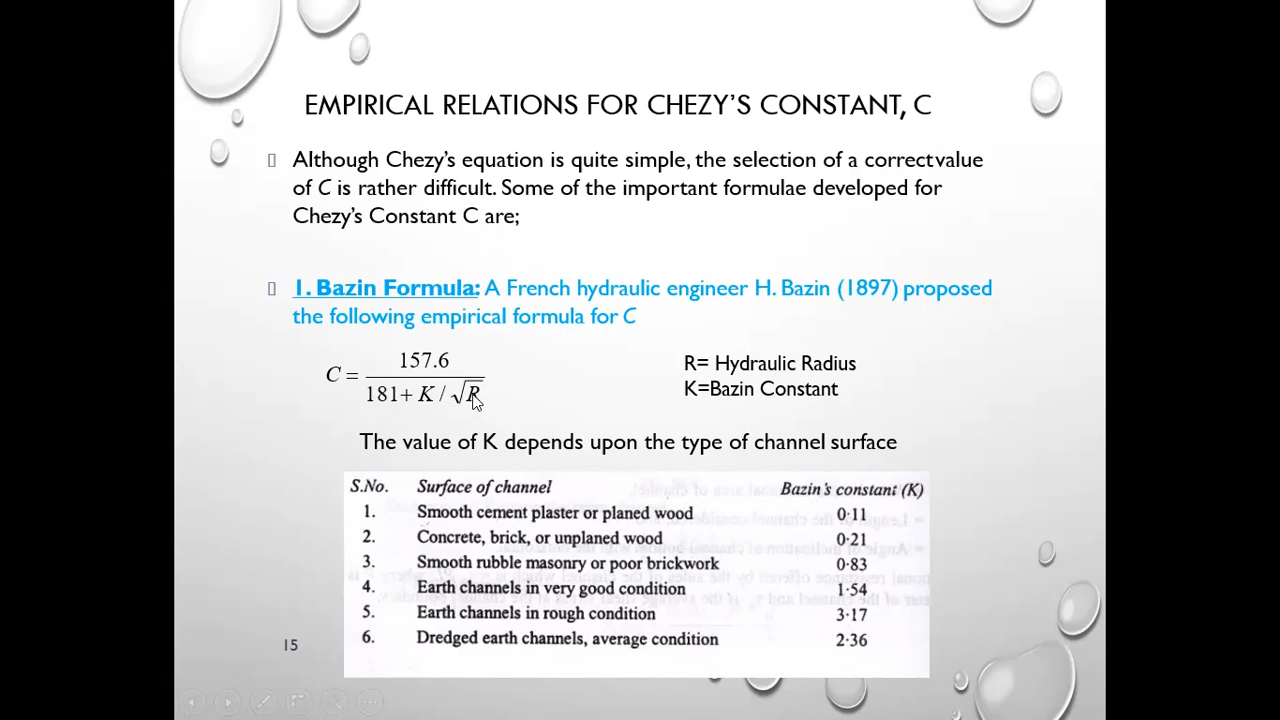 EMPIRICAL RELATIONS FOR CHEZY'S CONSTANT, C
Although Chezy's equation is quite simple, the selection of a correctvalue
of C is rather difficult. Some of the important formulae developed for
Chezy's Constant C are;
1. Bazin Formula: A French hydraulic engineer H. Bazin (1897) proposed
the following empirical formula for C
C = 157.6 / (181+ K / √R)
R= Hydraulic Radius
K=Bazin Constant
The value of K depends upon the type of channel surface
S.No. Surface of channel Bazin's constant (K)
1. Smooth cement plaster or planed wood 0·11
2. Concrete, brick, or unplaned wood 0·21
3. Smooth rubble masonry or poor brickwork 0·83
4. Earth channels in very good condition 1·54
5. Earth channels in rough condition 3·17
6. Dredged earth channels, average condition 2·36
15